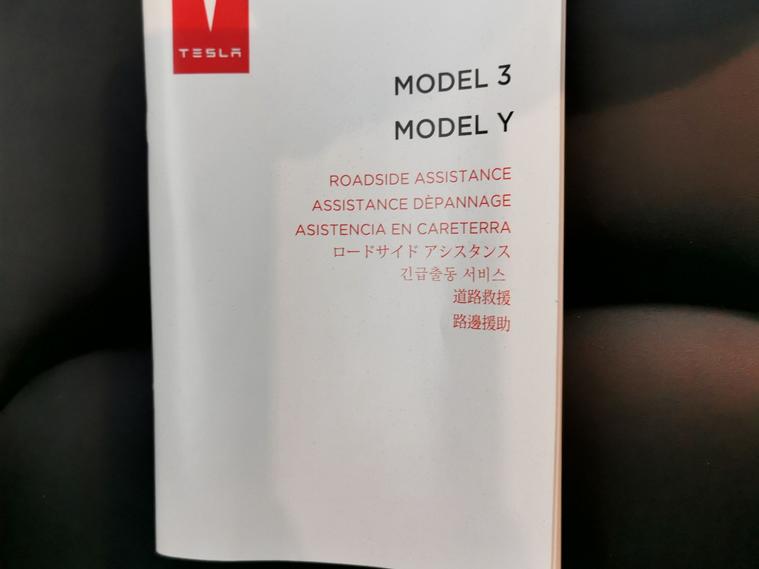 TESLA
MODEL 3
MODEL Y
ROADSIDE ASSISTANCE
ASSISTANCE DÈPANNAGE
ASISTENCIA EN CARETERRA
ロードサイド アシスタンス
긴급출동 서비스
道路救援
路邊援助